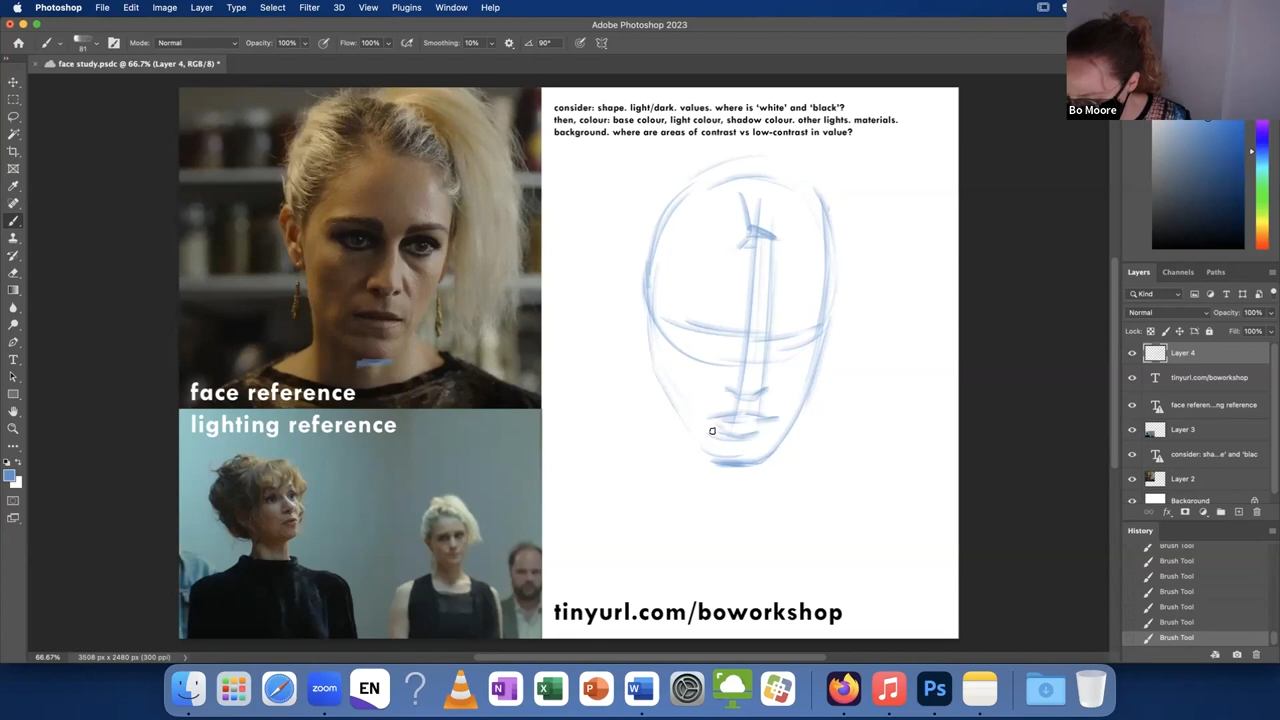 Photoshop File Edit Image Layer Type Select Filter 3D View Plugins Window Help
Adobe Photoshop 2023
81 Mode: Normal Opacity: 100% Flow: 100% Smoothing: 10% 90°
face study.psdc @ 66.7% (Layer 4, RGB/8) *
Bo Moore
consider: shape. light/dark. values. where is ‘white’ and ‘black’?
then, colour: base colour, light colour, shadow colour. other lights. materials.
background. where are areas of contrast vs low-contrast in value?
face reference
lighting reference
tinyurl.com/boworkshop
Layers Channels Paths
Kind
Normal Opacity: 100%
Lock: Fill: 100%
Layer 4
tinyurl.com/boworkshop
face referen...ng reference
Layer 3
consider: sha...e’ and ‘blac
Layer 2
Background
History
Brush Tool
Brush Tool
Brush Tool
Brush Tool
Brush Tool
Brush Tool
Brush Tool
66.67% 3508 px x 2480 px (300 ppi)
zoom
EN
Ps